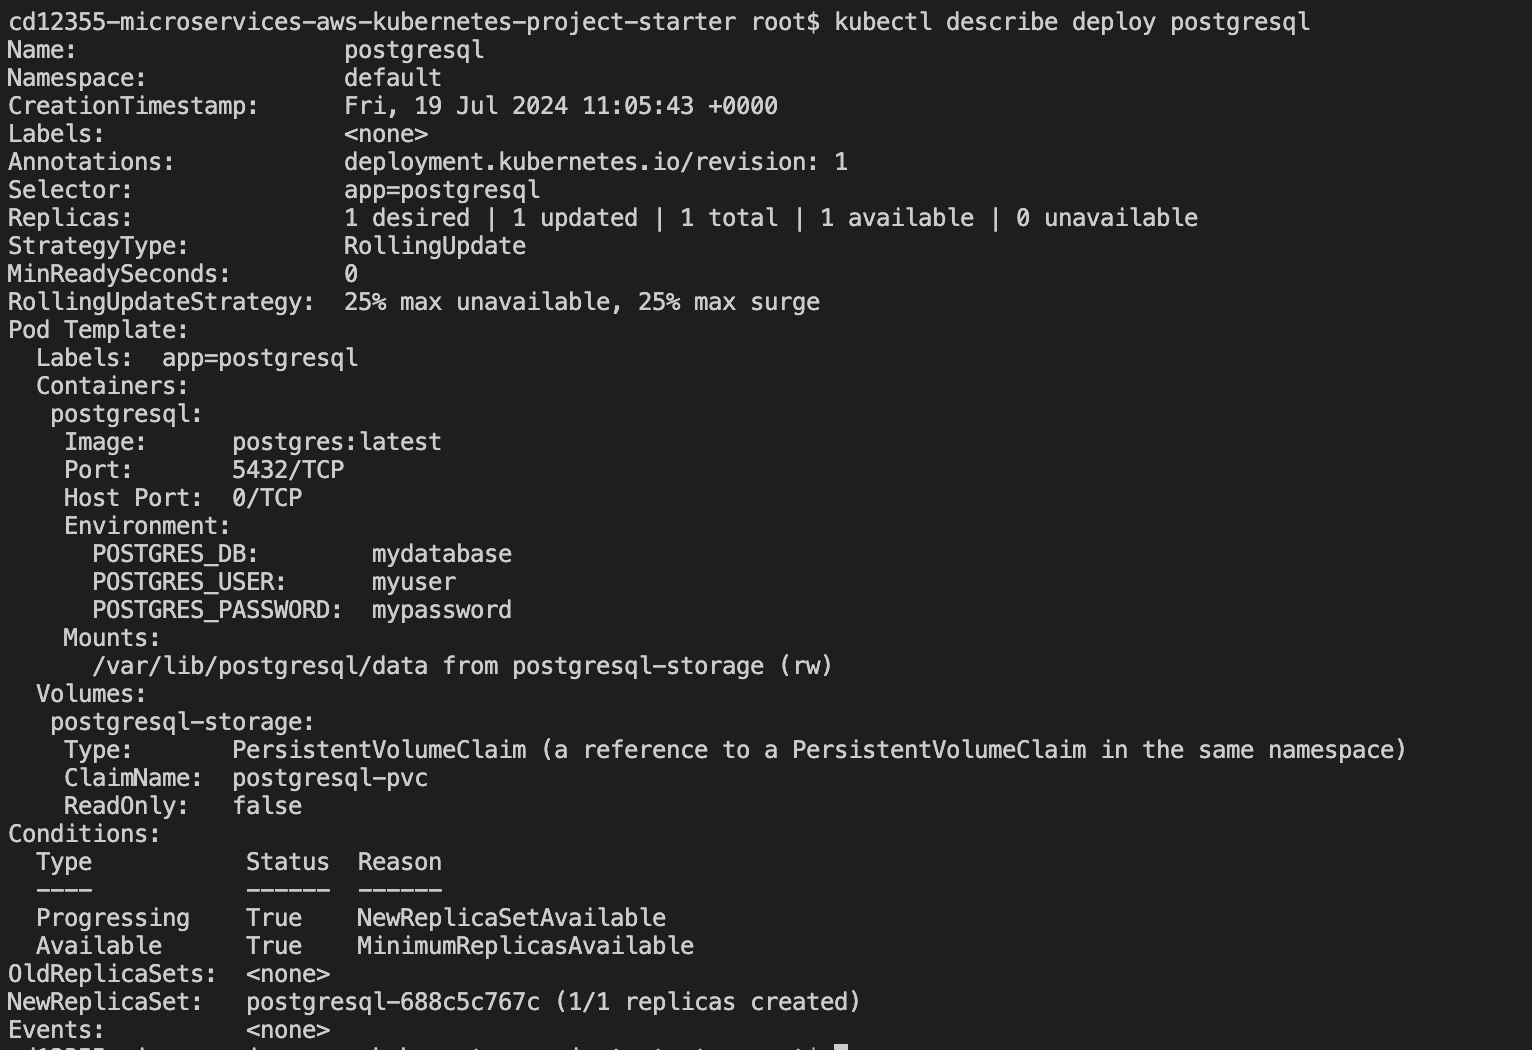 cd12355-microservices-aws-kubernetes-project-starter root$ kubectl describe deploy postgresql
Name:                   postgresql
Namespace:              default
CreationTimestamp:      Fri, 19 Jul 2024 11:05:43 +0000
Labels:                 <none>
Annotations:            deployment.kubernetes.io/revision: 1
Selector:               app=postgresql
Replicas:               1 desired | 1 updated | 1 total | 1 available | 0 unavailable
StrategyType:           RollingUpdate
MinReadySeconds:        0
RollingUpdateStrategy:  25% max unavailable, 25% max surge
Pod Template:
  Labels:  app=postgresql
  Containers:
   postgresql:
    Image:      postgres:latest
    Port:       5432/TCP
    Host Port:  0/TCP
    Environment:
      POSTGRES_DB:        mydatabase
      POSTGRES_USER:      myuser
      POSTGRES_PASSWORD:  mypassword
    Mounts:
      /var/lib/postgresql/data from postgresql-storage (rw)
  Volumes:
   postgresql-storage:
    Type:       PersistentVolumeClaim (a reference to a PersistentVolumeClaim in the same namespace)
    ClaimName:  postgresql-pvc
    ReadOnly:   false
Conditions:
  Type           Status  Reason
  ----           ------  ------
  Progressing    True    NewReplicaSetAvailable
  Available      True    MinimumReplicasAvailable
OldReplicaSets:  <none>
NewReplicaSet:   postgresql-688c5c767c (1/1 replicas created)
Events:          <none>